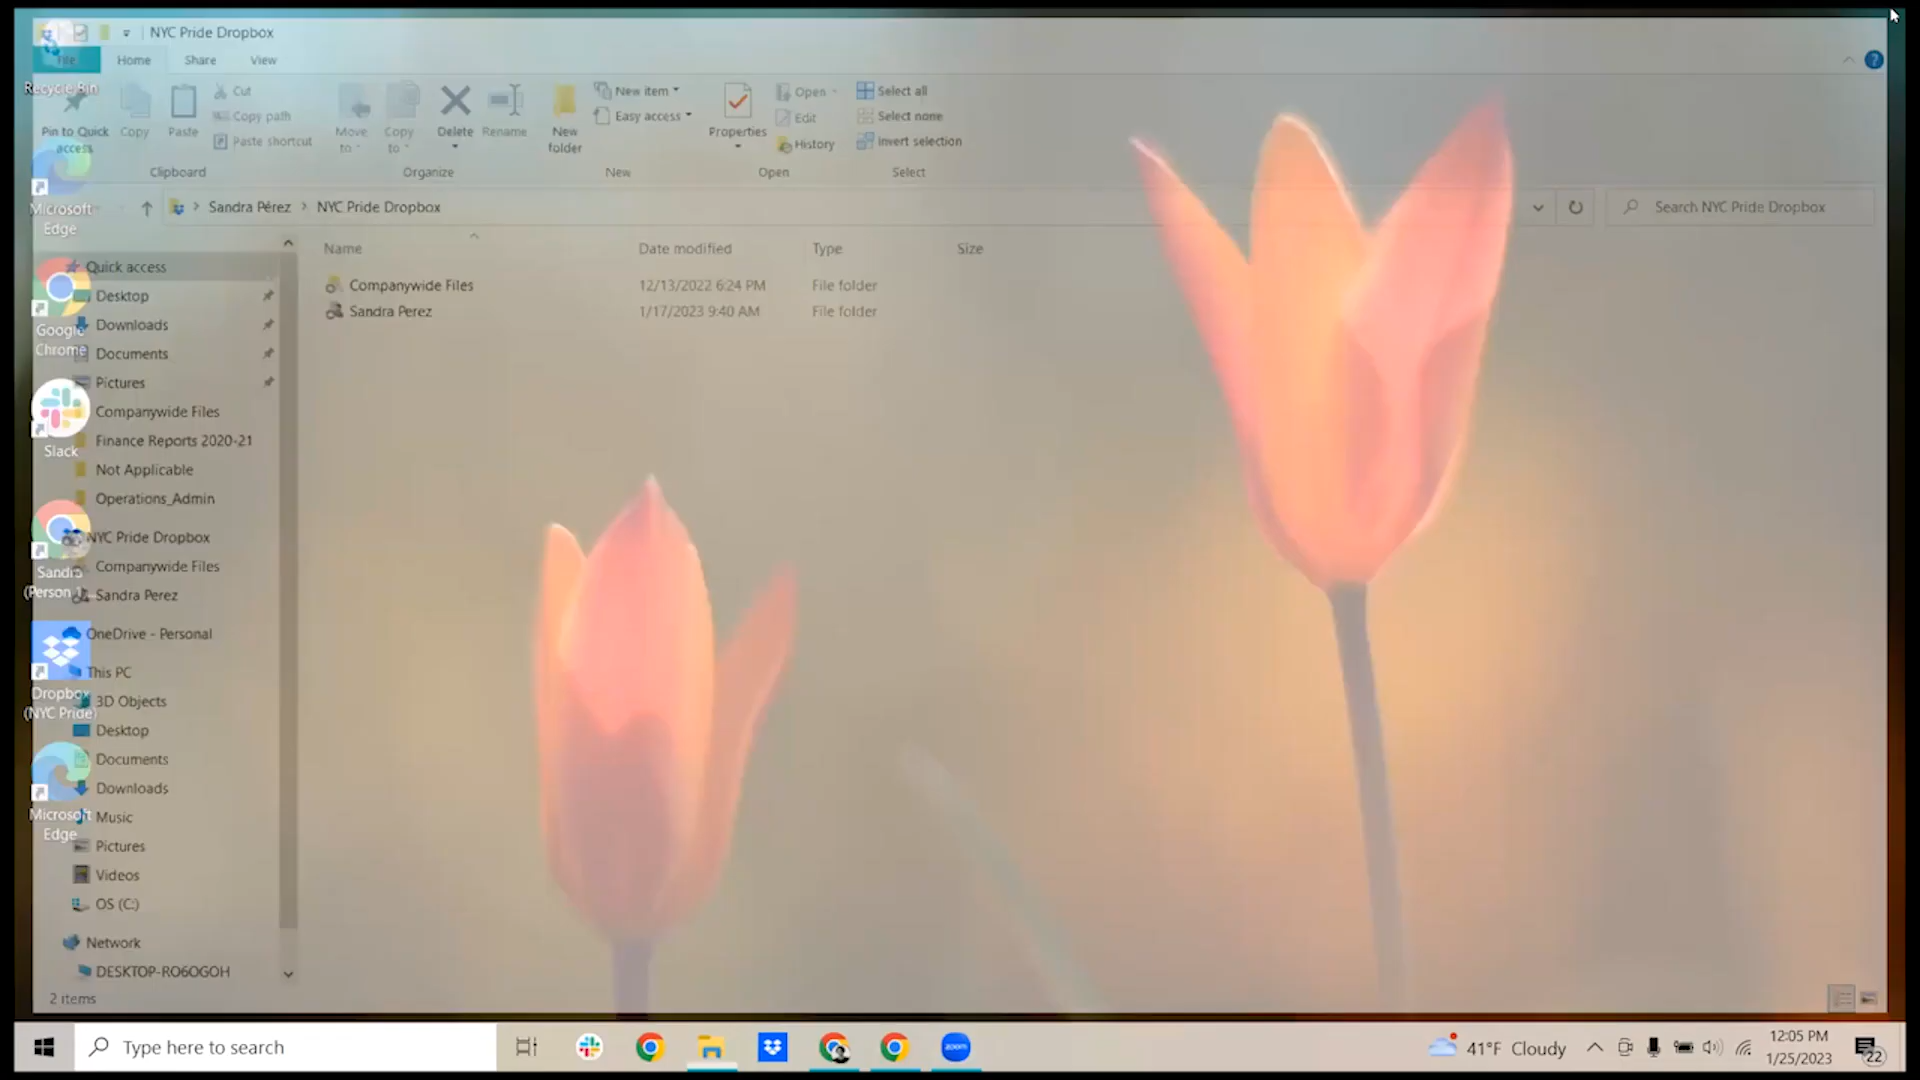 NYC Pride Dropbox
File Home Share View
Recycle Bin
Pin to Quick access
Copy
Paste
Cut
Copy path
Paste shortcut
Clipboard
Move to
Copy to
Delete
Rename
Organize
New folder
New item
Easy access
New
Properties
Open
Edit
History
Open
Select all
Select none
Invert selection
Select
Sandra Pérez > NYC Pride Dropbox
Search NYC Pride Dropbox
Name Date modified Type Size
Companywide Files 12/13/2022 6:24 PM File folder
Sandra Perez 1/17/2023 9:40 AM File folder
Quick access
Desktop
Downloads
Documents
Pictures
Companywide Files
Finance Reports 2020-21
Not Applicable
Operations_Admin
NYC Pride Dropbox
Companywide Files
Sandra Perez
OneDrive - Personal
This PC
3D Objects
Desktop
Documents
Downloads
Music
Pictures
Videos
OS (C:)
Network
DESKTOP-RO6OGOH
2 items
Microsoft
Edge
Google
Chrome
Slack
Sandra
(Person
Dropbox
(NYC Pride)
Microsoft
Edge
Type here to search
zoom
41°F Cloudy
12:05 PM
1/25/2023
22